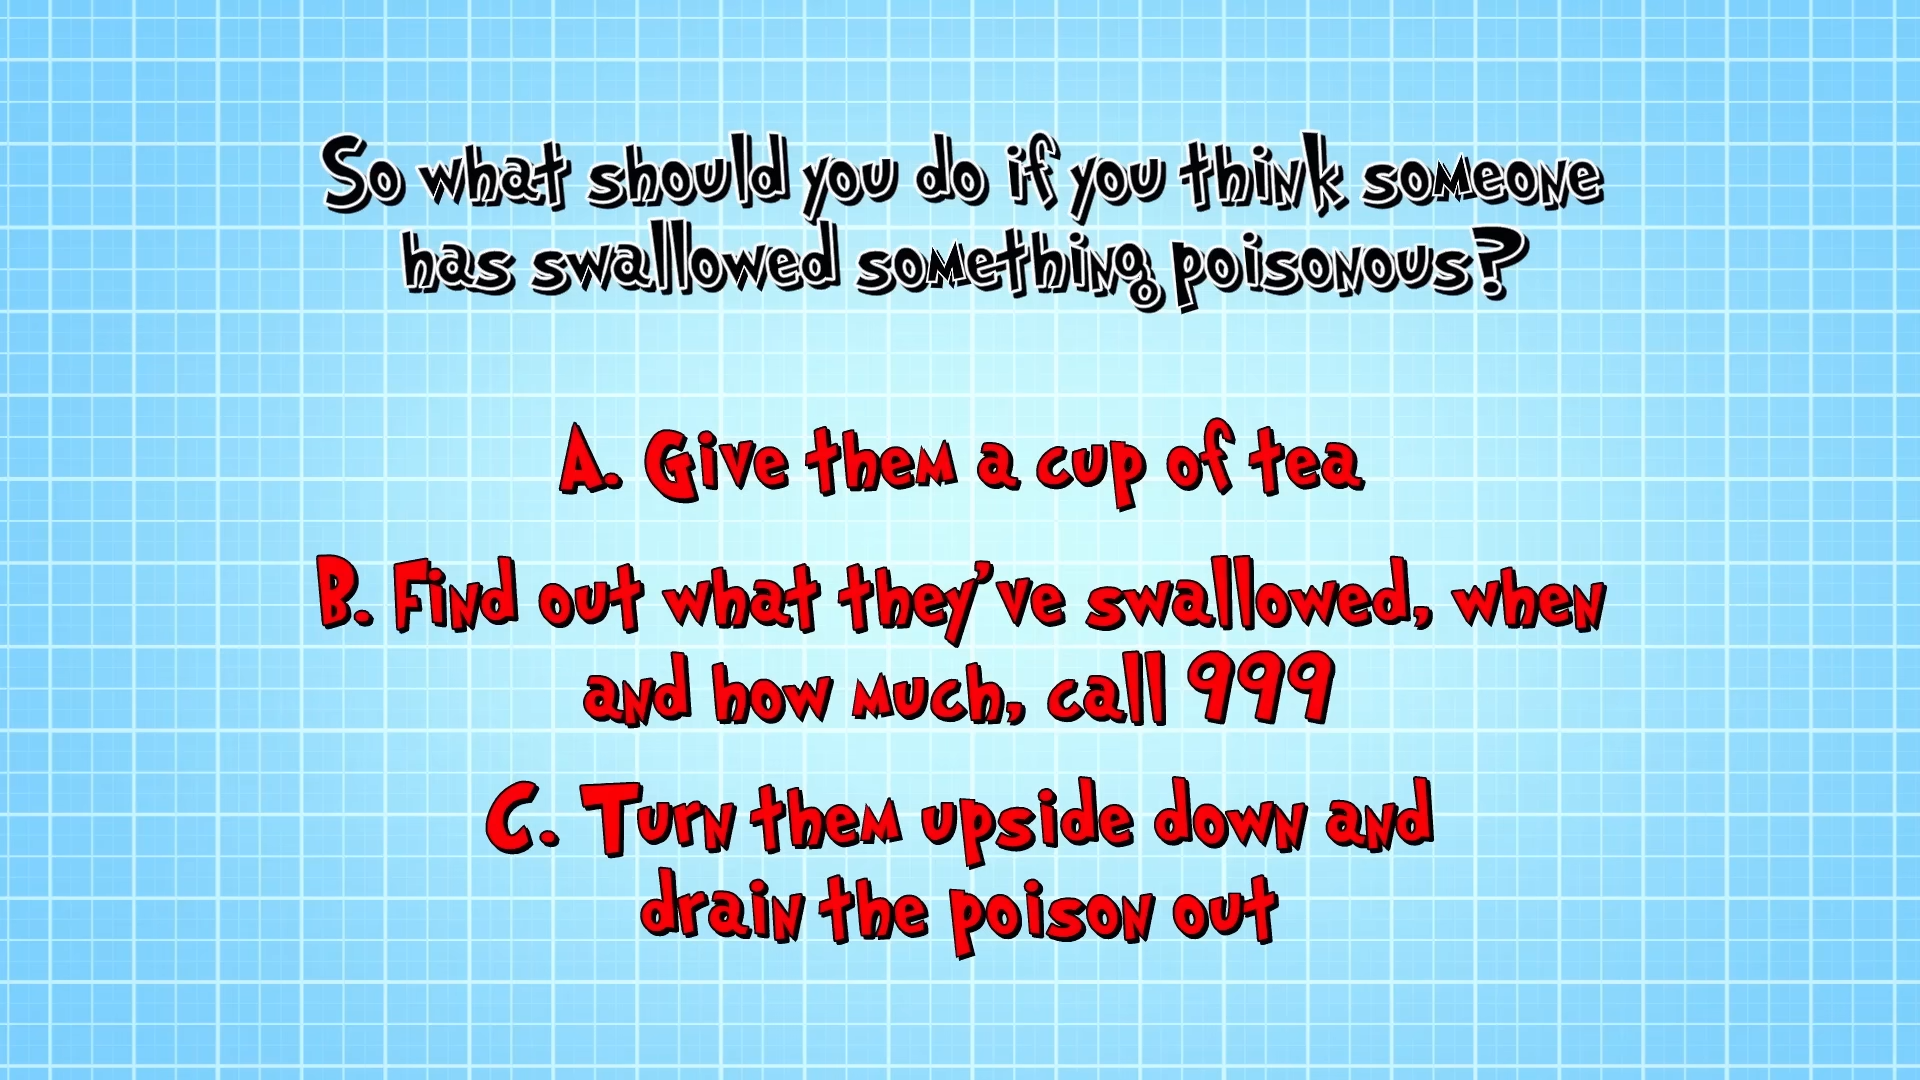 So what should you do if you think someone
has swallowed something poisonous?
A. Give them a cup of tea
B. Find out what they've swallowed, when
and how much, call 999
C. Turn them upside down and
drain the poison out